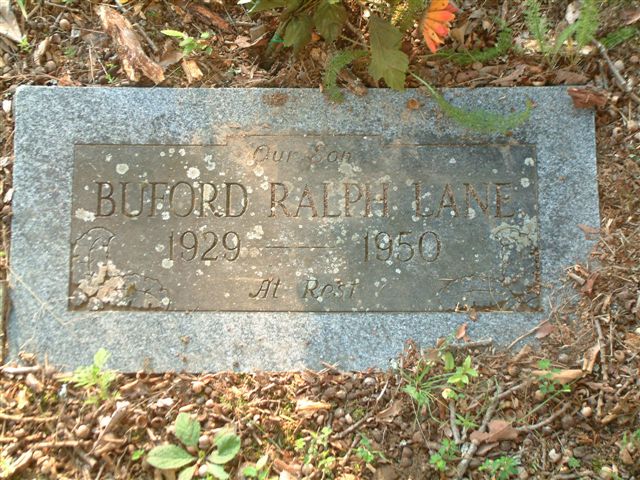 Our Son
BUFORD RALPH LANE
1929 — 1950
At Rest